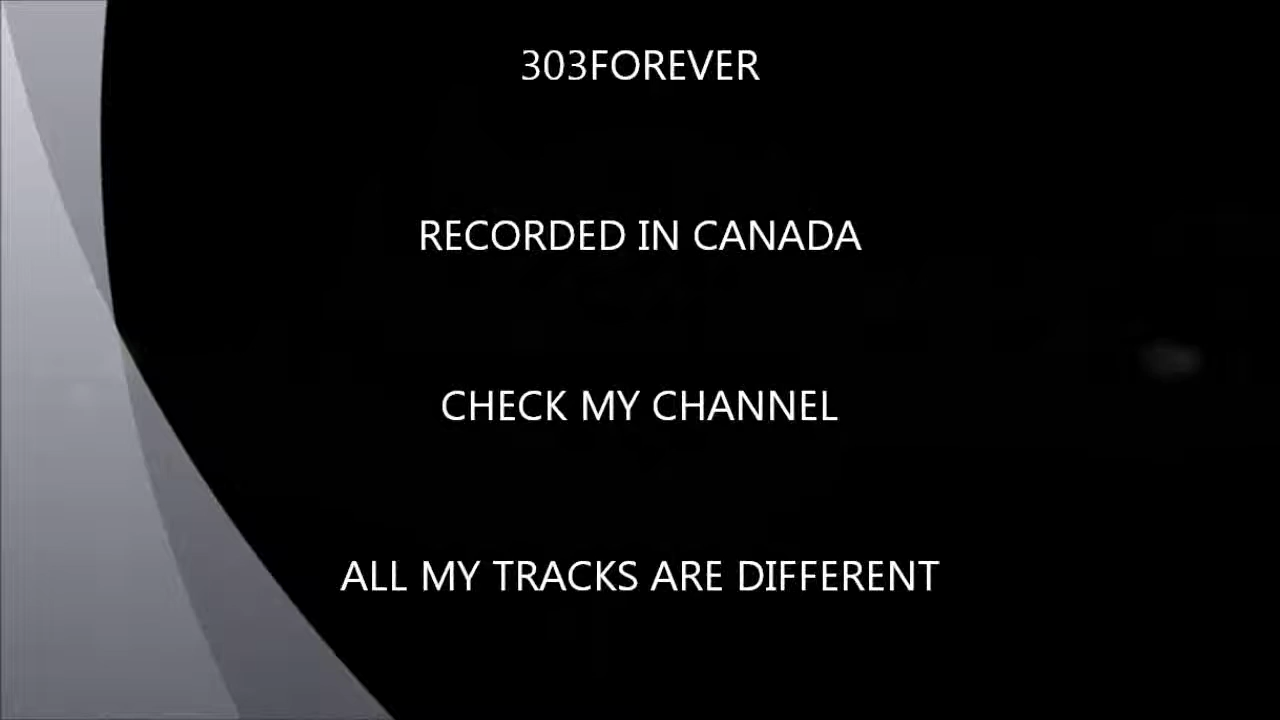 303FOREVER
RECORDED IN CANADA
CHECK MY CHANNEL
ALL MY TRACKS ARE DIFFERENT